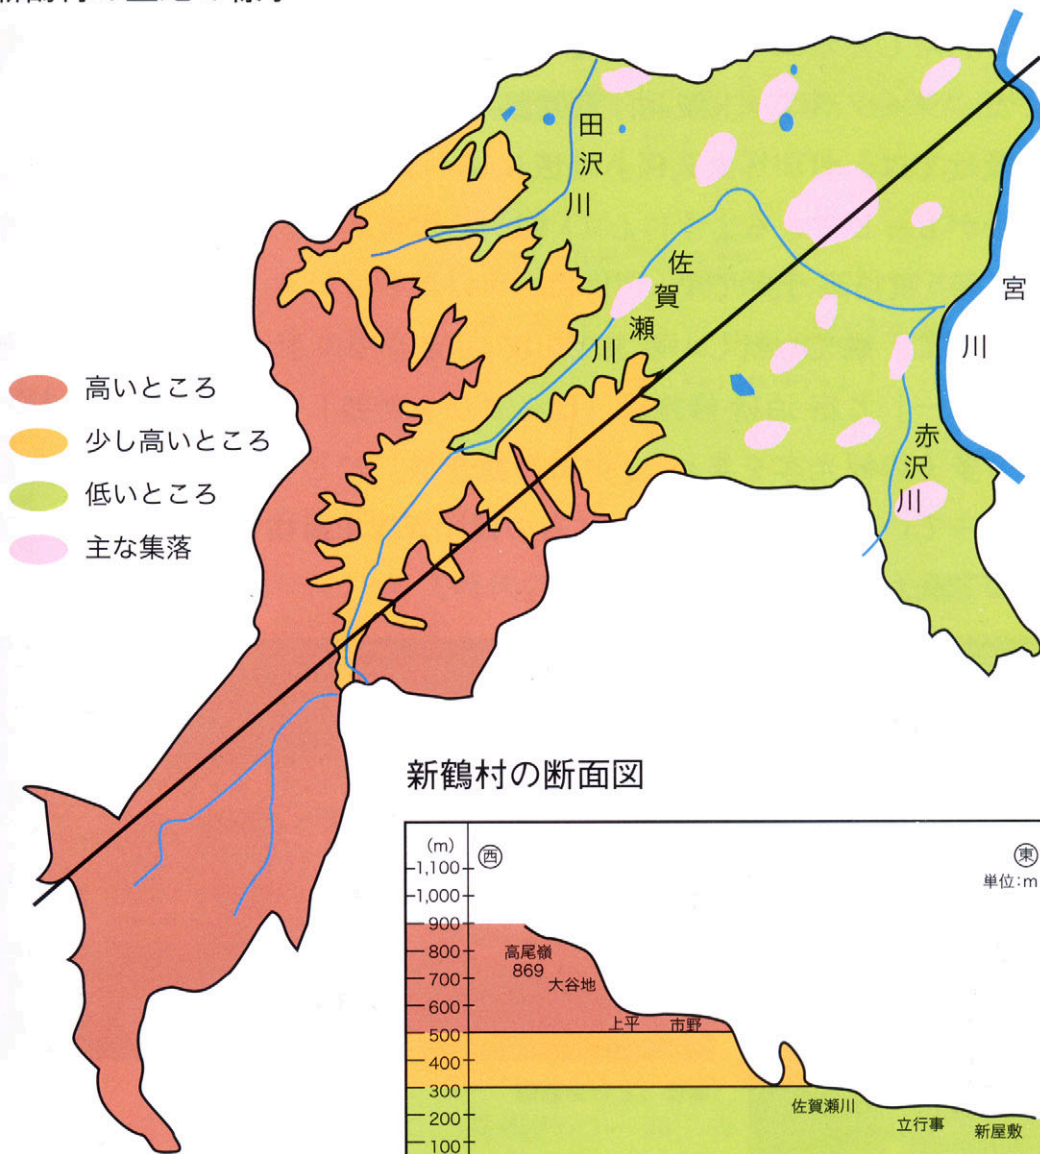 田沢川
佐賀瀬川
宮川
赤沢川
高いところ
少し高いところ
低いところ
主な集落
新鶴村の断面図
(m)
西
東
単位:m
1,100
1,000
900
800
700
600
500
400
300
200
100
高尾嶺
869
大谷地
上平
市野
佐賀瀬川
立行事
新屋敷